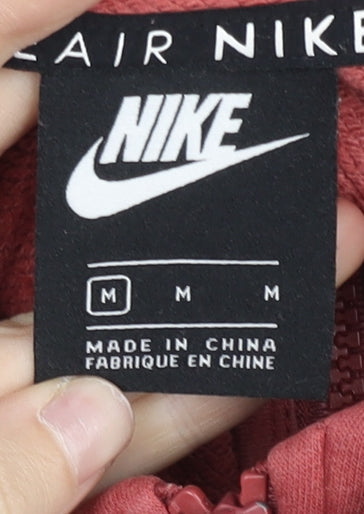 AIR NIKE
NIKE
M M M
MADE IN CHINA
FABRIQUE EN CHINE